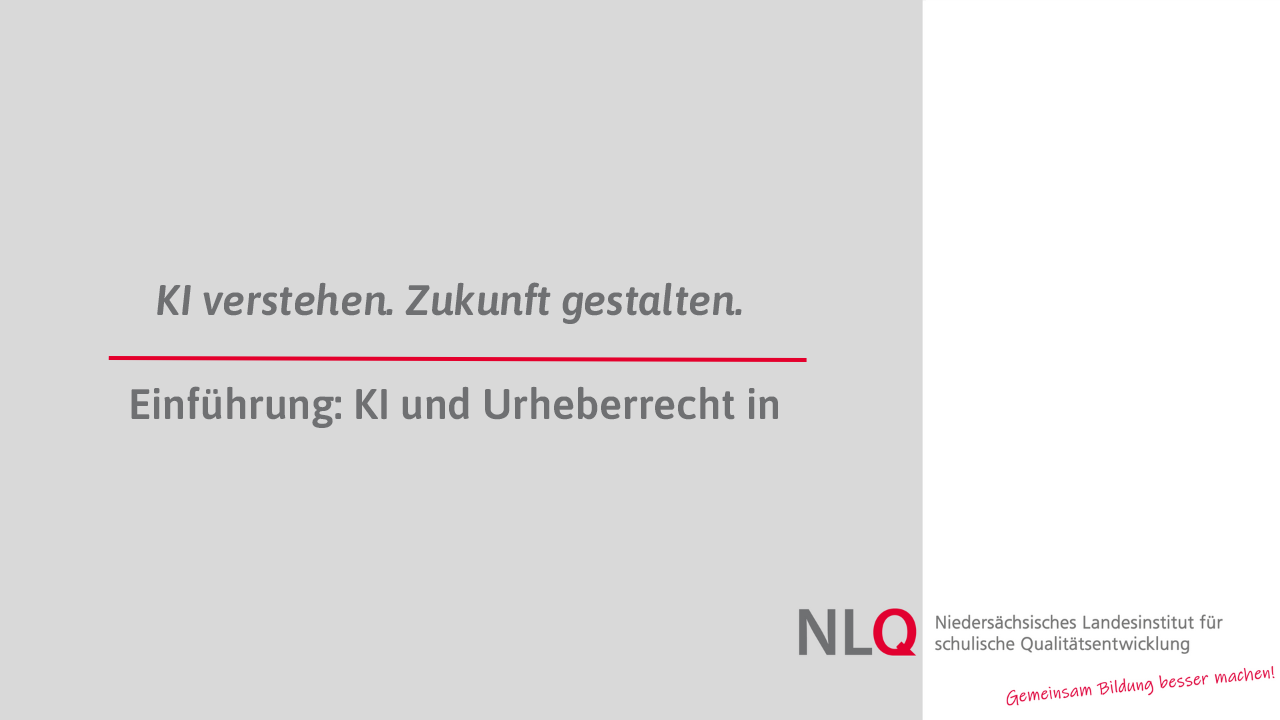 KI verstehen. Zukunft gestalten.
Einführung: KI und Urheberrecht in
NLQ
Niedersächsisches Landesinstitut für
schulische Qualitätsentwicklung
Gemeinsam Bildung besser machen!